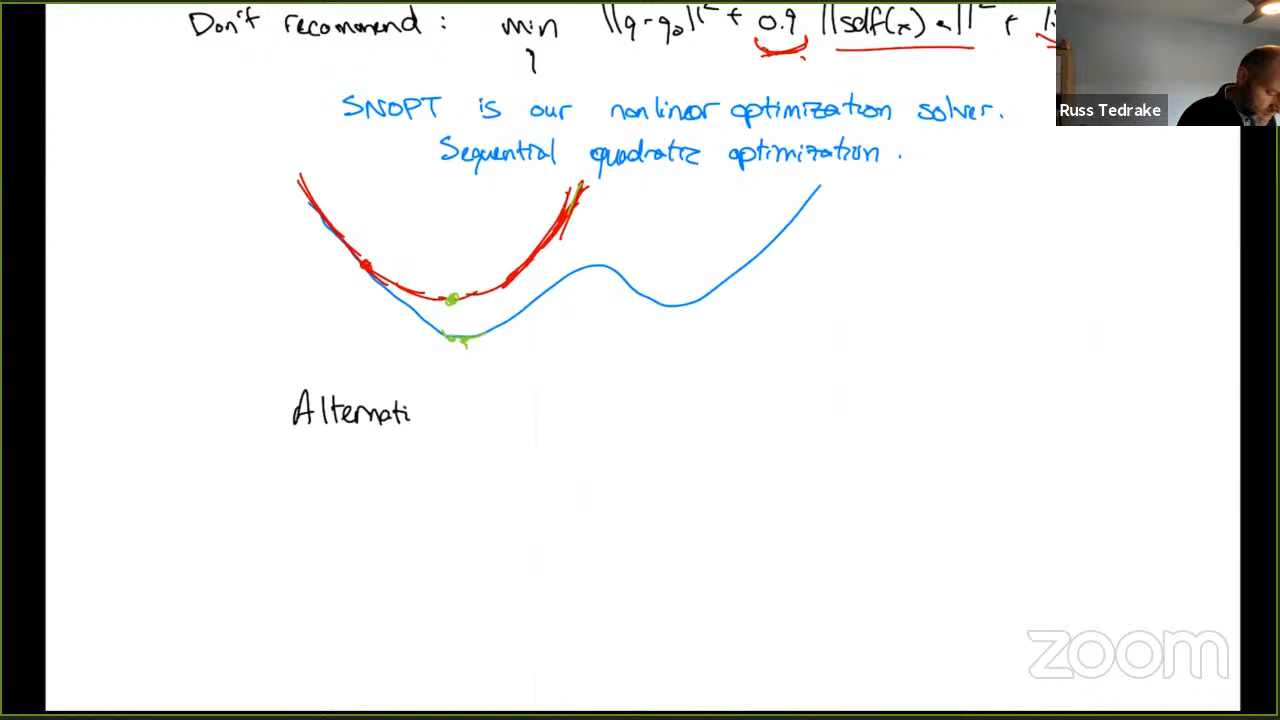 Don't recommend : min ||q-q₀||² + 0.9 ||sdf(x) ||² +
q
Russ Tedrake
SNOPT is our nonlinear optimization solver.
Sequential quadratic optimization .
Alternati
zoom